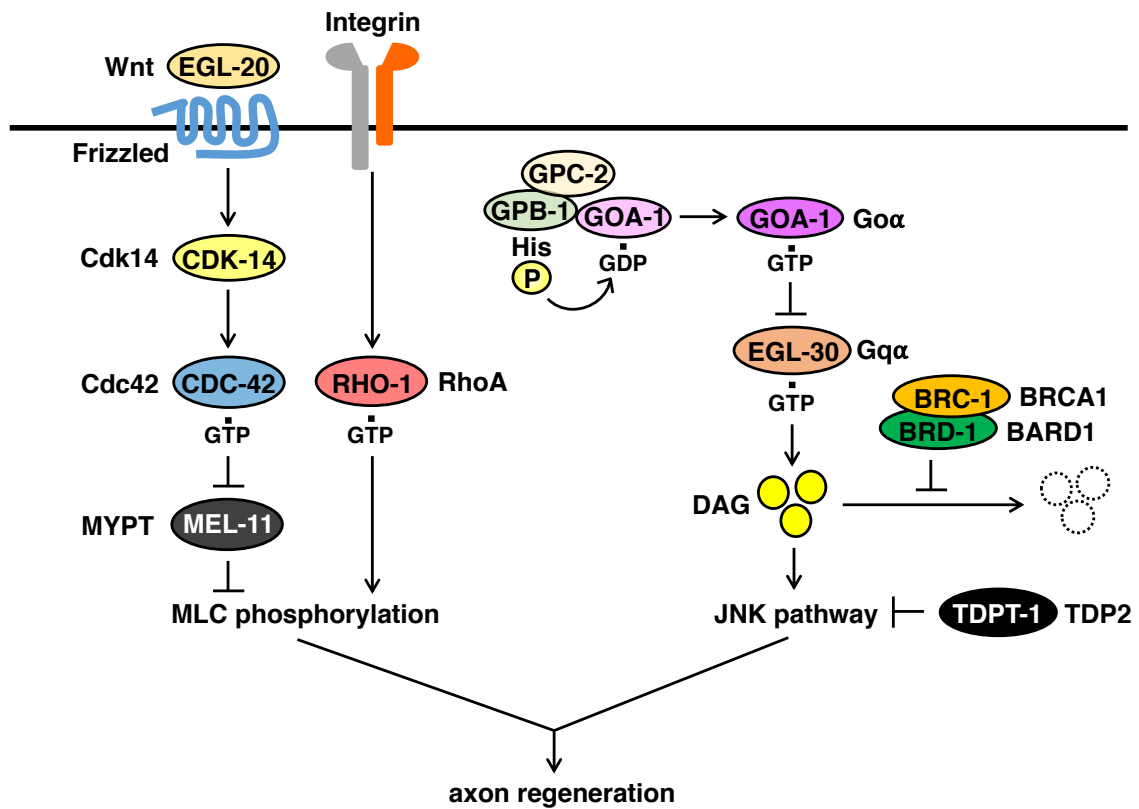 Integrin
Wnt EGL-20
Frizzled
GPC-2
GPB-1 GOA-1 GOA-1 Goα
His GDP GTP
P
Cdk14 CDK-14
EGL-30 Gqα
Cdc42 CDC-42 RHO-1 RhoA GTP
BRC-1 BRCA1
GTP GTP BRD-1 BARD1
DAG
MYPT MEL-11
MLC phosphorylation JNK pathway TDPT-1 TDP2
axon regeneration